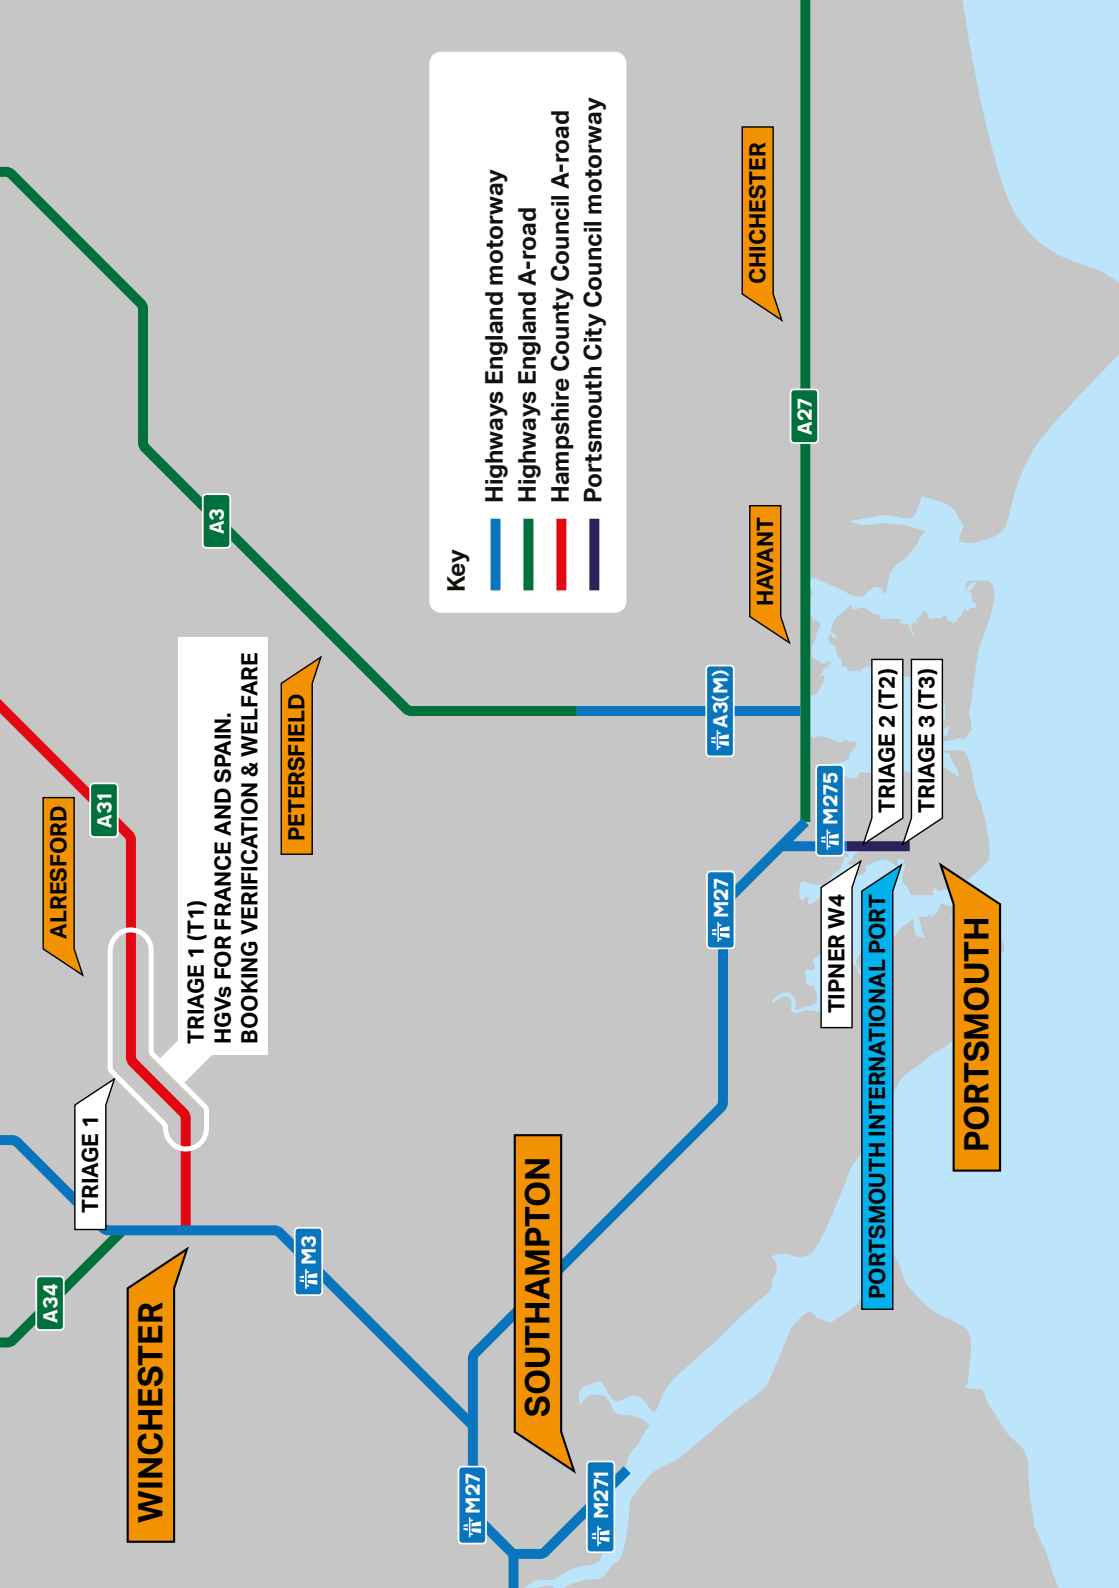 A34
WINCHESTER
TRIAGE 1
ALRESFORD
A31
TRIAGE 1 (T1)
HGVs FOR FRANCE AND SPAIN.
BOOKING VERIFICATION & WELFARE
A3
PETERSFIELD
M3
Key
Highways England motorway
Highways England A-road
Hampshire County Council A-road
Portsmouth City Council motorway
M27
SOUTHAMPTON
M271
M27
A3(M)
HAVANT
CHICHESTER
A27
M275
TIPNER W4
TRIAGE 2 (T2)
PORTSMOUTH INTERNATIONAL PORT
TRIAGE 3 (T3)
PORTSMOUTH